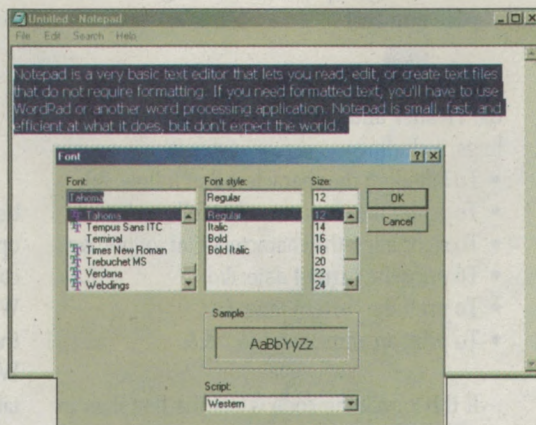 Untitled - Notepad
File Edit Search Help
Notepad is a very basic text editor that lets you read, edit, or create text files
that do not require formatting. If you need formatted text, you'll have to use
WordPad or another word processing application. Notepad is small, fast, and
efficient at what it does, but don't expect the world.
Font
Font: Font style: Size:
Tahoma Regular 12 OK
Tahoma Regular 12 Cancel
Tempus Sans ITC Italic 14
Terminal Bold 16
Times New Roman Bold Italic 18
Trebuchet MS 20
Verdana 22
Webdings 24
Sample
AaBbYyZz
Script:
Western